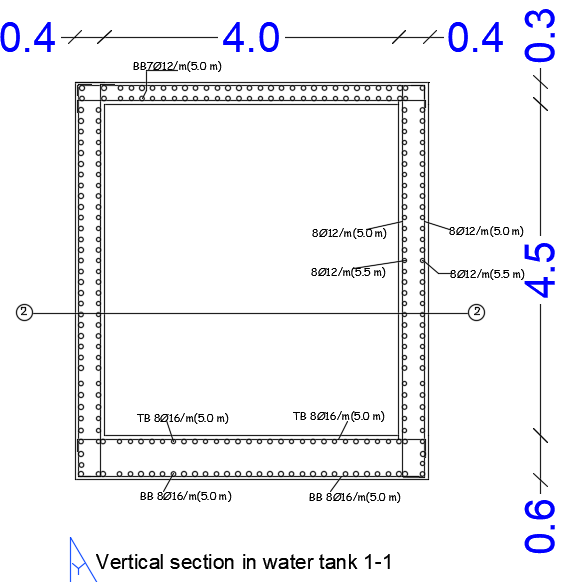 0.4
4.0
0.4
0.3
BB7Ø12/m(5.0 m)
8Ø12/m(5.0 m)
8Ø12/m(5.0 m)
8Ø12/m(5.5 m)
8Ø12/m(5.5 m)
4.5
2
2
TB 8Ø16/m(5.0 m)
TB 8Ø16/m(5.0 m)
BB 8Ø16/m(5.0 m)
BB 8Ø16/m(5.0 m)
0.6
Y
Vertical section in water tank 1-1